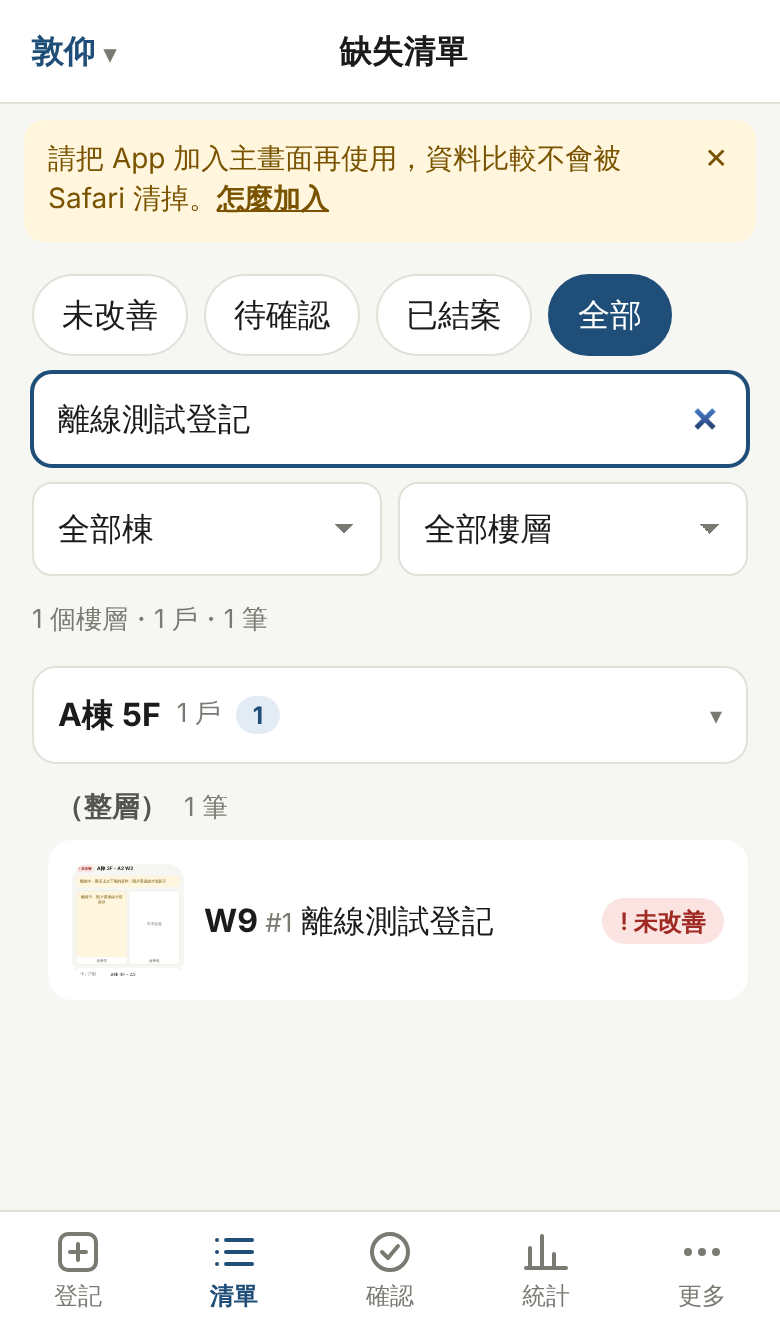 敦仰 ▾
缺失清單
請把 App 加入主畫面再使用，資料比較不會被
Safari 清掉。怎麼加入
✕
未改善
待確認
已結案
全部
離線測試登記
全部棟
全部樓層
1 個樓層・1 戶・1 筆
A棟 5F 1 戶 1 ▾
（整層） 1 筆
W9 #1 離線測試登記
! 未改善
登記
清單
確認
統計
更多